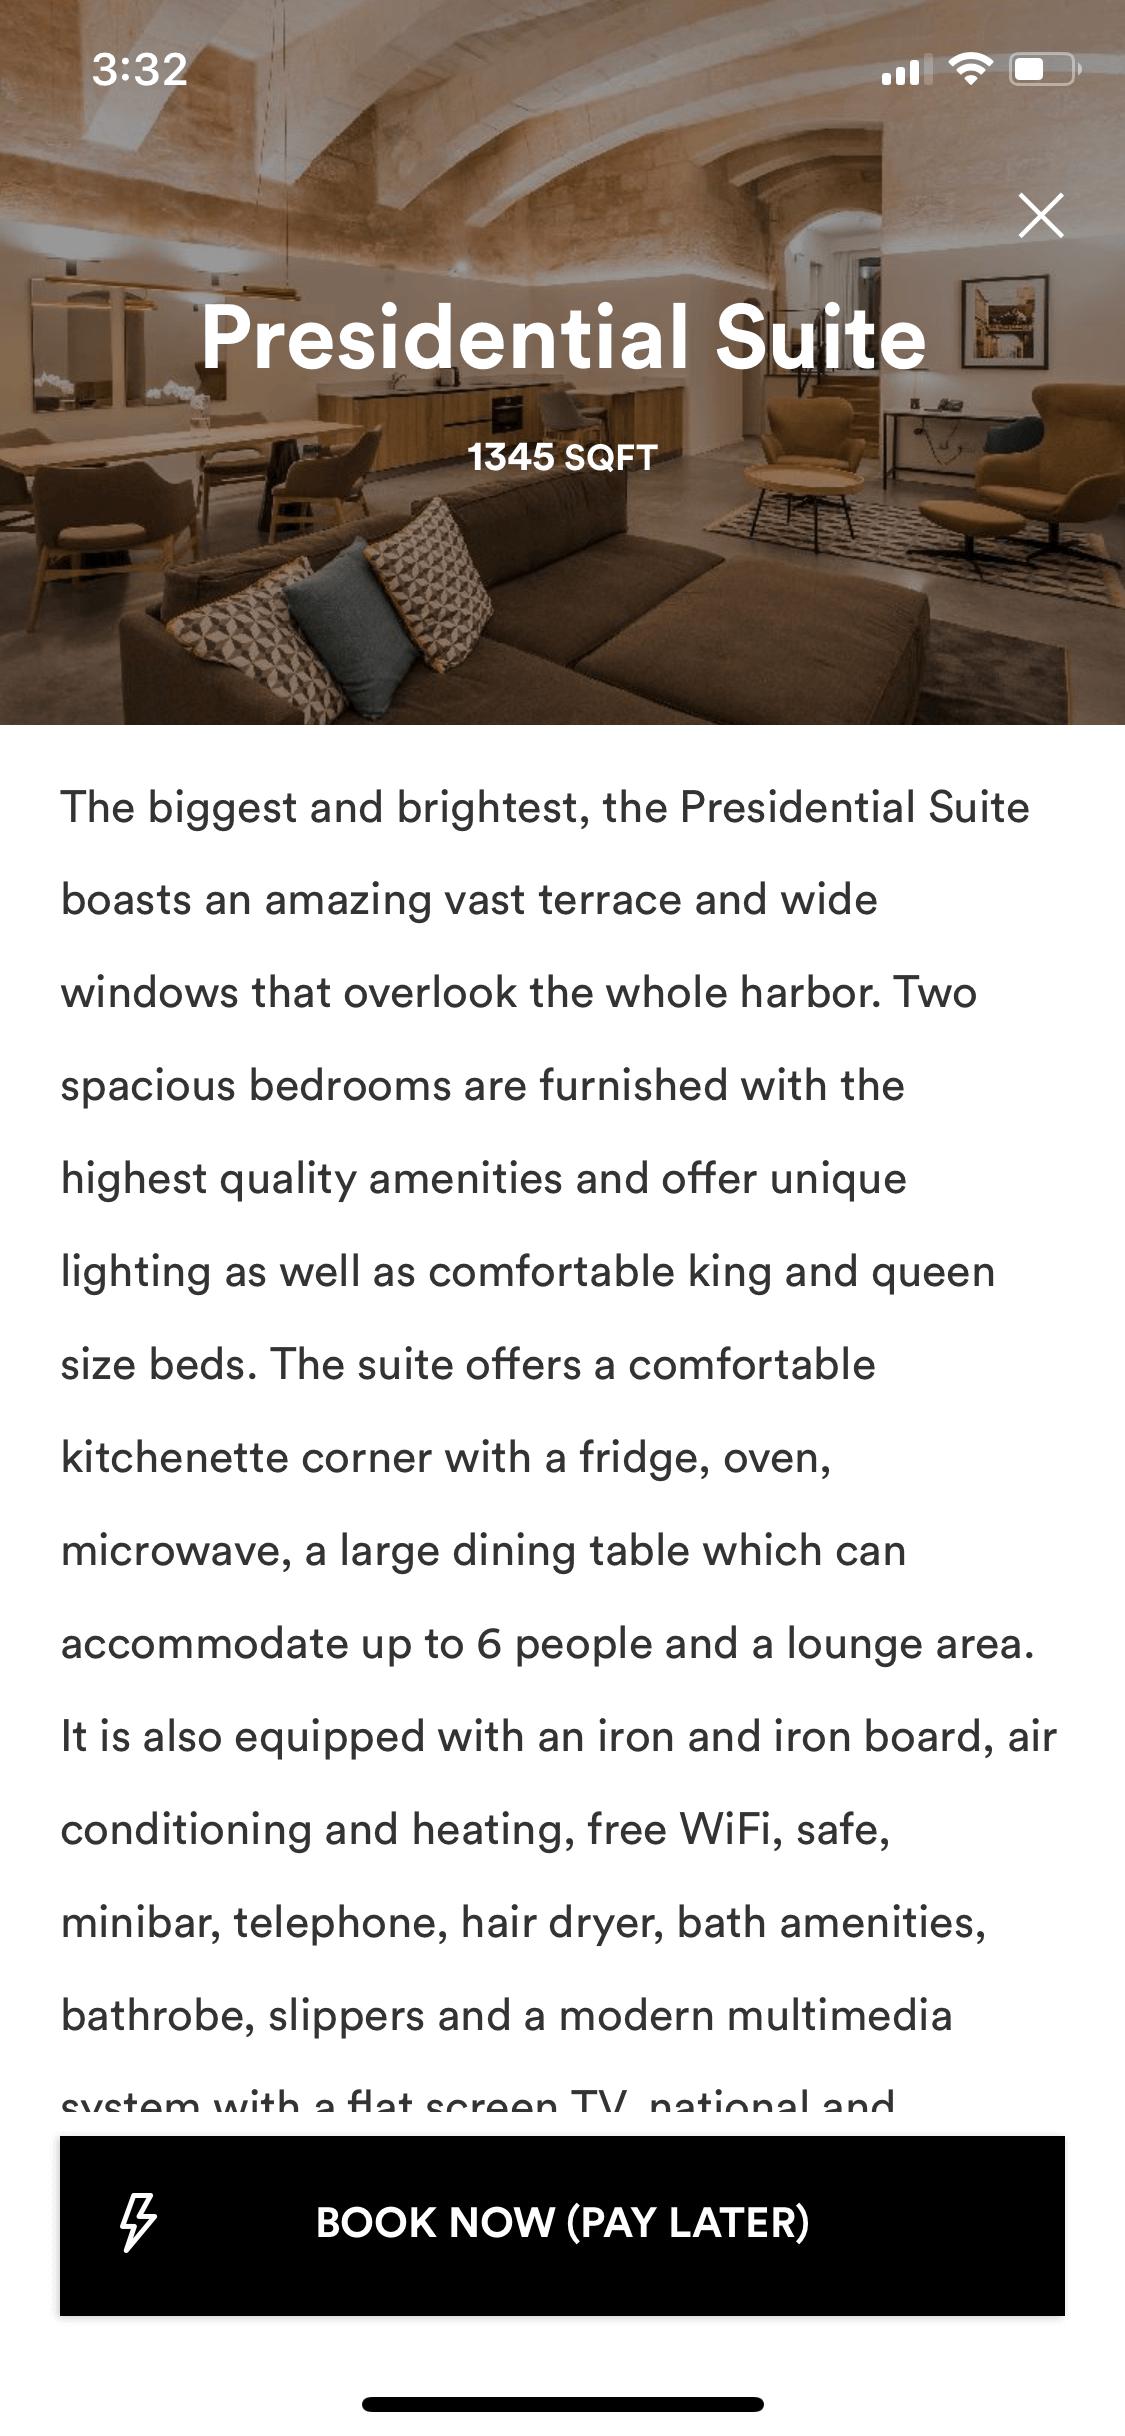 3:32
Presidential Suite
1345 SQFT
The biggest and brightest, the Presidential Suite
boasts an amazing vast terrace and wide
windows that overlook the whole harbor. Two
spacious bedrooms are furnished with the
highest quality amenities and offer unique
lighting as well as comfortable king and queen
size beds. The suite offers a comfortable
kitchenette corner with a fridge, oven,
microwave, a large dining table which can
accommodate up to 6 people and a lounge area.
It is also equipped with an iron and iron board, air
conditioning and heating, free WiFi, safe,
minibar, telephone, hair dryer, bath amenities,
bathrobe, slippers and a modern multimedia
system with a flat screen TV, national and
BOOK NOW (PAY LATER)